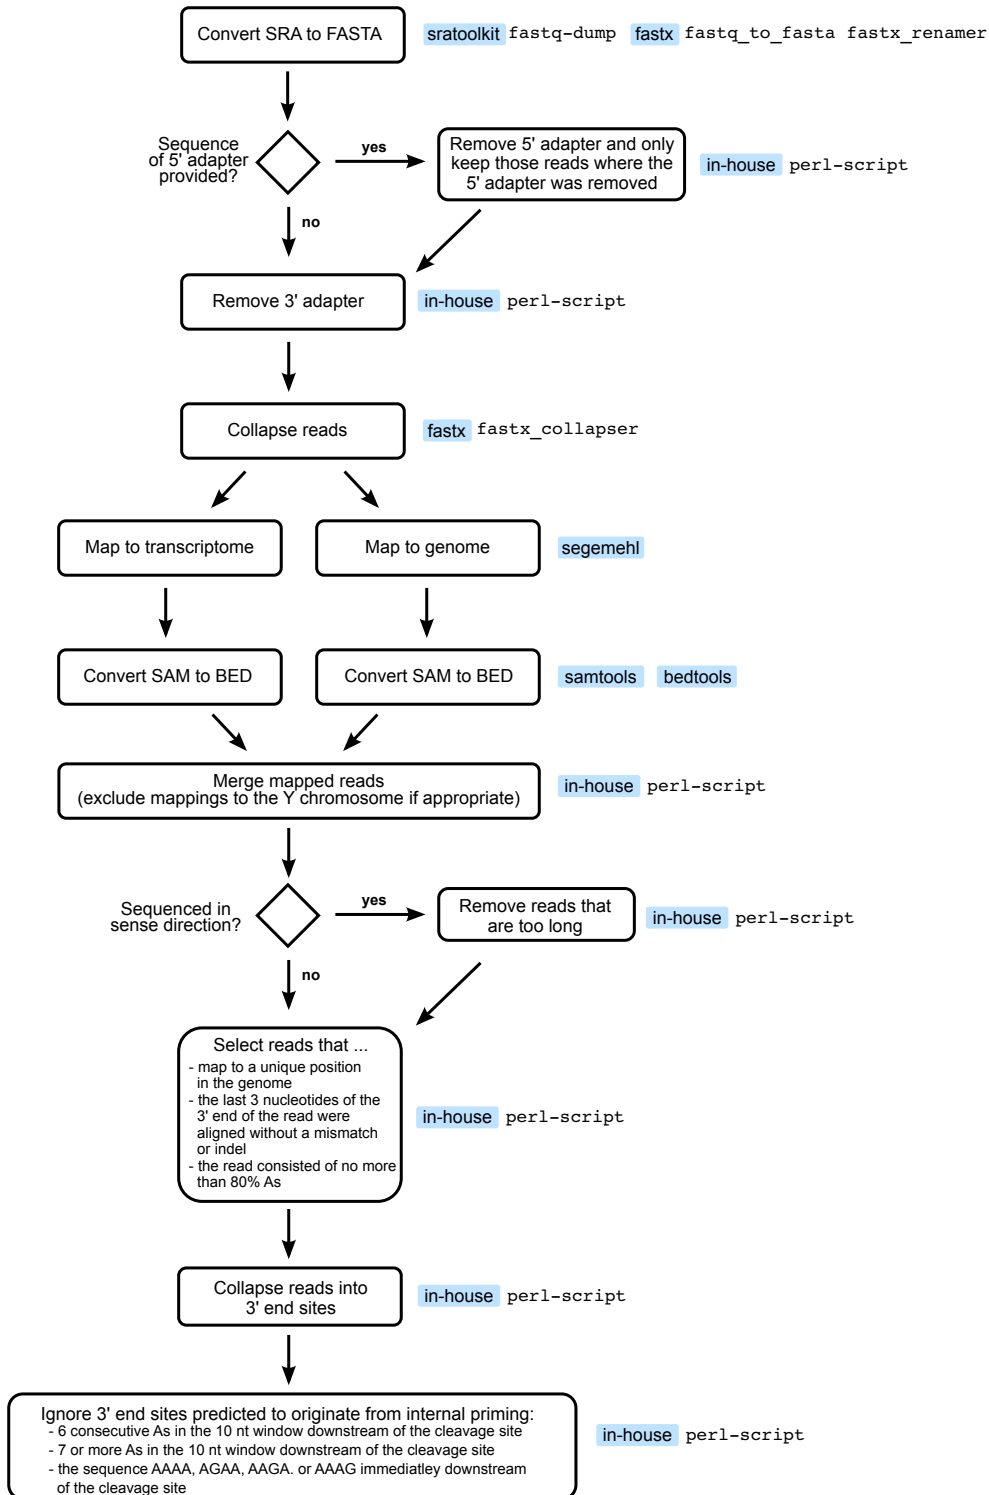 Convert SRA to FASTA
sratoolkit fastq-dump fastx fastq_to_fasta fastx_renamer
Sequence
of 5' adapter
provided?
yes
Remove 5' adapter and only
keep those reads where the
5' adapter was removed
in-house perl-script
no
Remove 3' adapter
in-house perl-script
Collapse reads
fastx fastx_collapser
Map to transcriptome
Map to genome
segemehl
Convert SAM to BED
Convert SAM to BED
samtools bedtools
Merge mapped reads
(exclude mappings to the Y chromosome if appropriate)
in-house perl-script
Sequenced in
sense direction?
yes
Remove reads that
are too long
in-house perl-script
no
Select reads that ...
- map to a unique position
in the genome
- the last 3 nucleotides of the
3' end of the read were
aligned without a mismatch
or indel
- the read consisted of no more
than 80% As
in-house perl-script
Collapse reads into
3' end sites
in-house perl-script
Ignore 3' end sites predicted to originate from internal priming:
- 6 consecutive As in the 10 nt window downstream of the cleavage site
- 7 or more As in the 10 nt window downstream of the cleavage site
- the sequence AAAA, AGAA, AAGA. or AAAG immediatley downstream
of the cleavage site
in-house perl-script